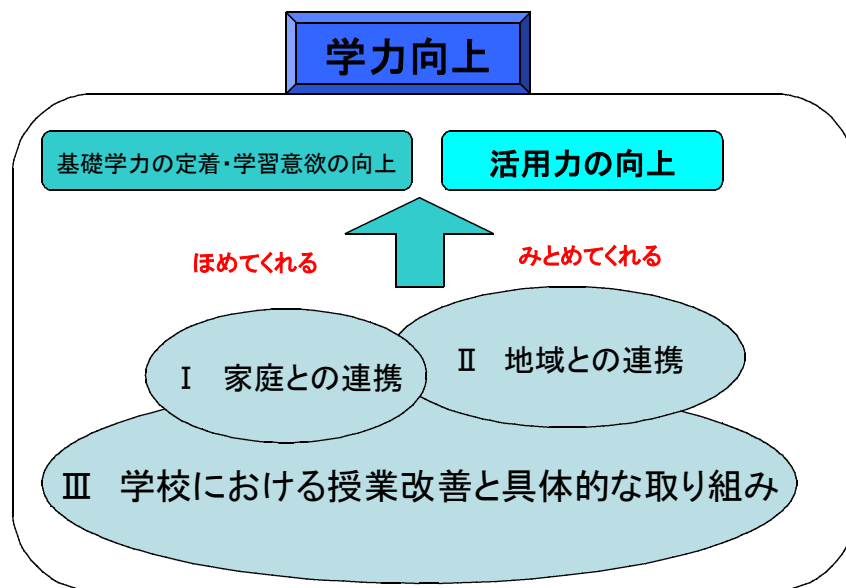 学力向上
基礎学力の定着・学習意欲の向上
活用力の向上
ほめてくれる
みとめてくれる
Ⅰ　家庭との連携
Ⅱ　地域との連携
Ⅲ　学校における授業改善と具体的な取り組み